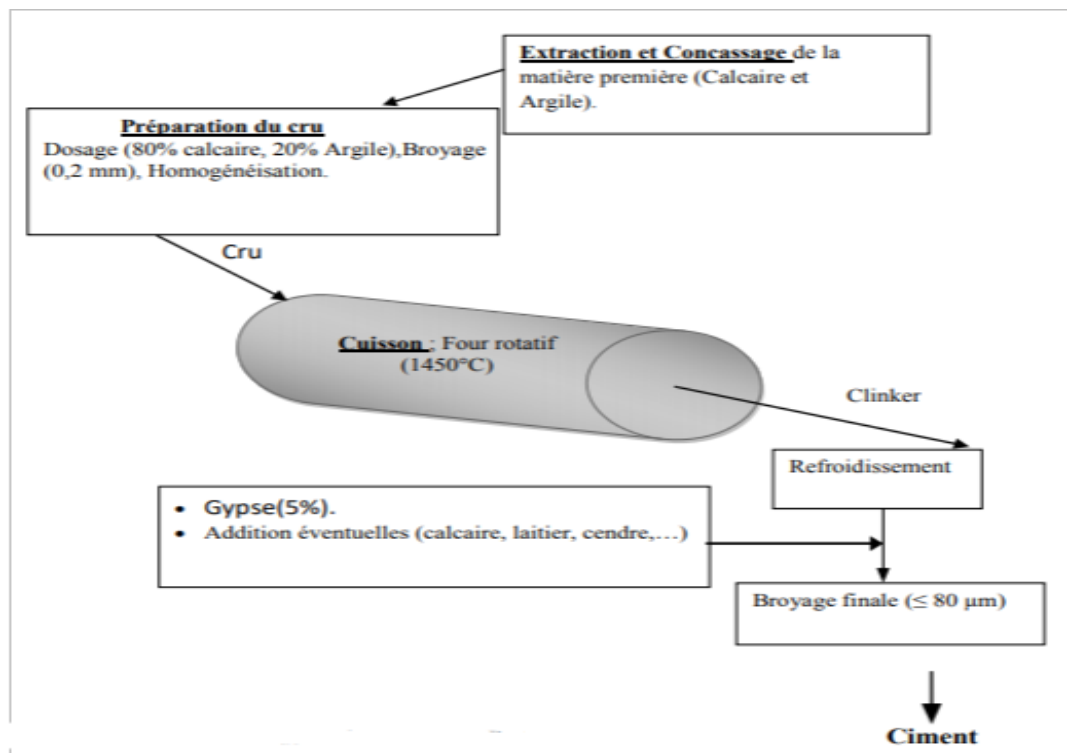 Extraction et Concassage de la
matière première (Calcaire et
Argile).
Préparation du cru
Dosage (80% calcaire, 20% Argile),Broyage
(0,2 mm), Homogénéisation.
Cru
Cuisson : Four rotatif
(1450°C)
Clinker
Refroidissement
• Gypse(5%).
• Addition éventuelles (calcaire, laitier, cendre,…)
Broyage finale (≤ 80 µm)
Ciment